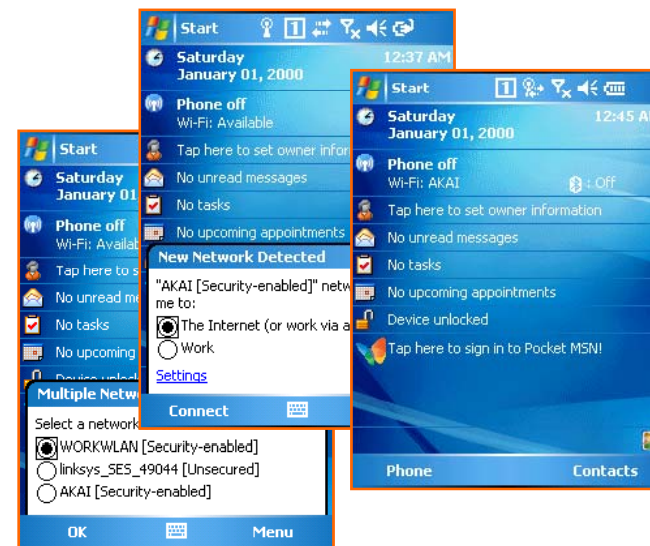 Start
Saturday
January 01
Phone off
Wi-Fi: Availab
Tap here to s
No unread me
No tasks
No upcoming
Device unlock
Multiple Netw
Select a network
WORKWLAN [Security-enabled]
linksys_SES_49044 [Unsecured]
AKAI [Security-enabled]
OK
Menu
Start
1
12:37 AM
Saturday
January 01, 2000
Phone off
Wi-Fi: Available
Tap here to set owner infor
No unread messages
No tasks
No upcoming appointments
New Network Detected
"AKAI [Security-enabled]" netw
me to:
The Internet (or work via a
Work
Settings
Connect
Start
1
Saturday
12:45 A
January 01, 2000
Phone off
Wi-Fi: AKAI
: Off
Tap here to set owner information
No unread messages
No tasks
No upcoming appointments
Device unlocked
Tap here to sign in to Pocket MSN!
Phone
Contacts